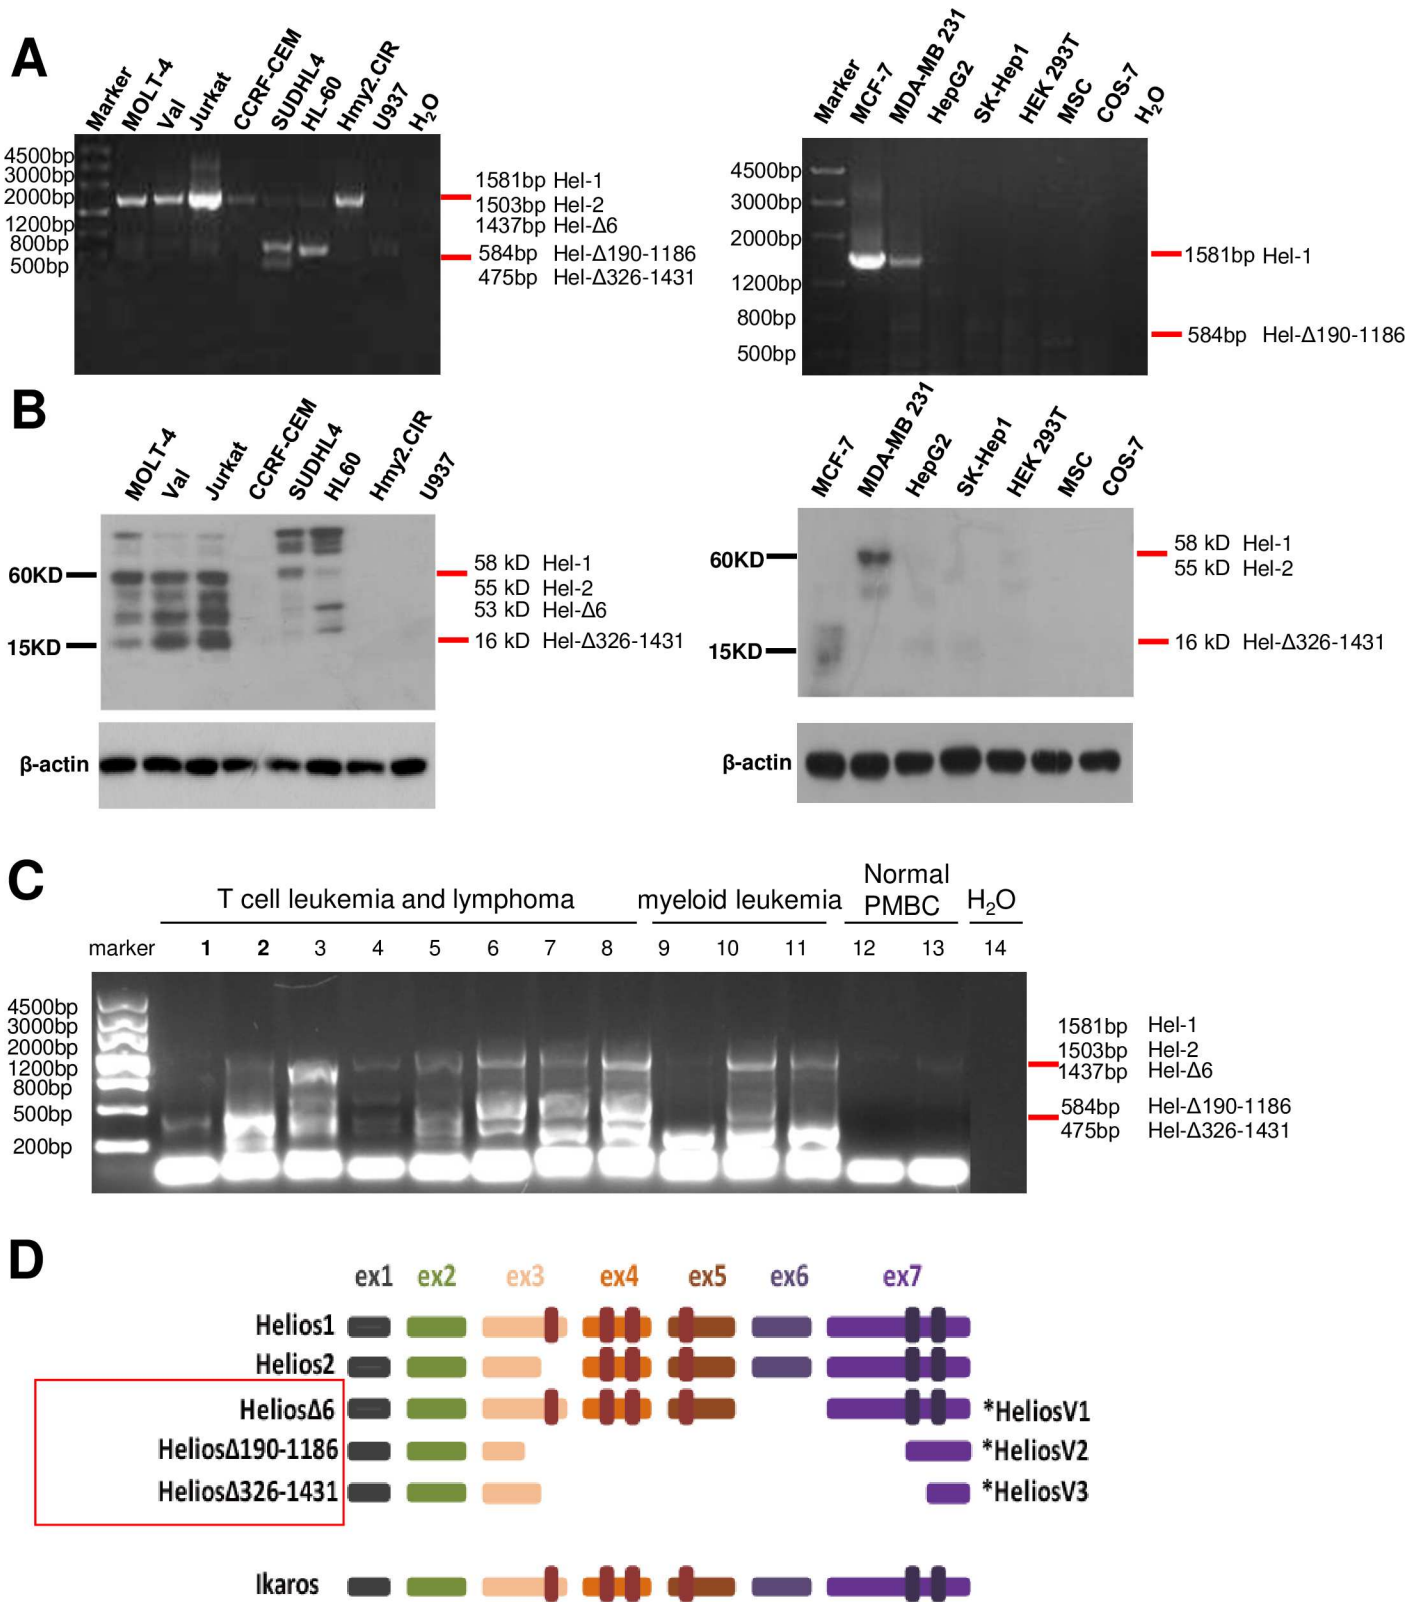 A
Marker
MOLT-4
Val
Jurkat
CCRF-CEM
SUDHL4
HL-60
Hmy2.CIR
U937
H2O
4500bp
3000bp
2000bp
1200bp
800bp
500bp
1581bp Hel-1
1503bp Hel-2
1437bp Hel-Δ6
584bp Hel-Δ190-1186
475bp Hel-Δ326-1431
Marker
MCF-7
MDA-MB 231
HepG2
SK-Hep1
HEK 293T
MSC
COS-7
H2O
4500bp
3000bp
2000bp
1200bp
800bp
500bp
1581bp Hel-1
584bp Hel-Δ190-1186
B
MOLT-4
Val
Jurkat
CCRF-CEM
SUDHL4
HL60
Hmy2.CIR
U937
60KD
15KD
58 kD Hel-1
55 kD Hel-2
53 kD Hel-Δ6
16 kD Hel-Δ326-1431
β-actin
MCF-7
MDA-MB 231
HepG2
SK-Hep1
HEK 293T
MSC
COS-7
60KD
15KD
58 kD Hel-1
55 kD Hel-2
16 kD Hel-Δ326-1431
β-actin
C
T cell leukemia and lymphoma
myeloid leukemia
Normal
PMBC
H2O
marker 1 2 3 4 5 6 7 8 9 10 11 12 13 14
4500bp
3000bp
2000bp
1200bp
800bp
500bp
200bp
1581bp Hel-1
1503bp Hel-2
1437bp Hel-Δ6
584bp Hel-Δ190-1186
475bp Hel-Δ326-1431
D
ex1 ex2 ex3 ex4 ex5 ex6 ex7
Helios1
Helios2
HeliosΔ6 *HeliosV1
HeliosΔ190-1186 *HeliosV2
HeliosΔ326-1431 *HeliosV3
Ikaros